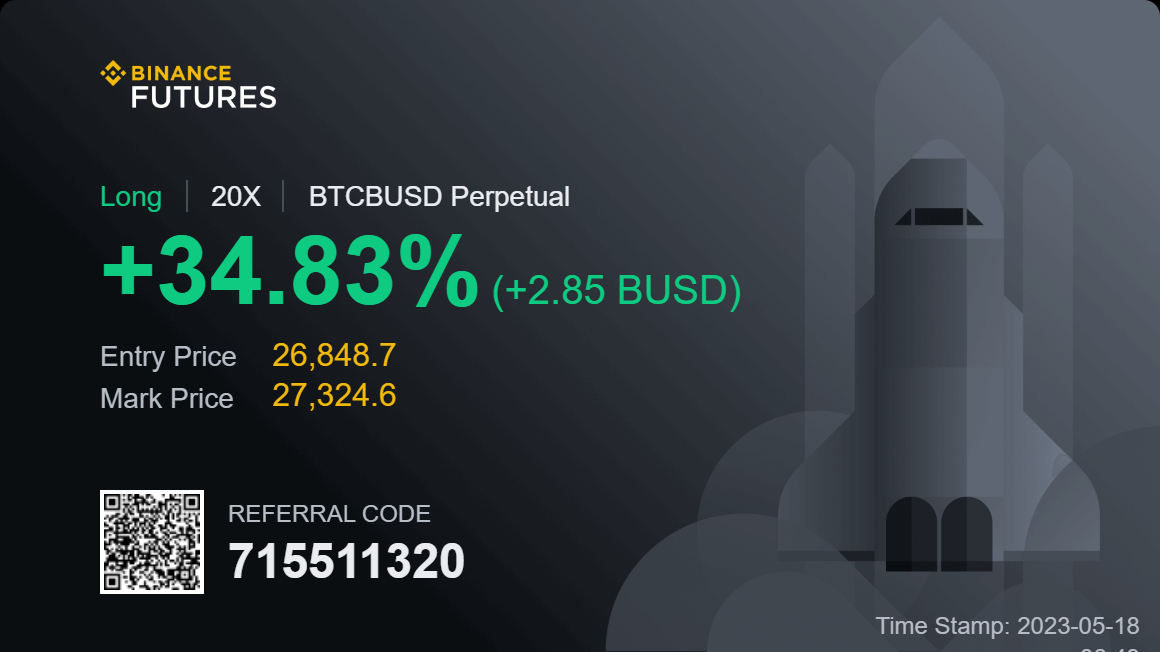 BINANCE
FUTURES
Long | 20X | BTCBUSD Perpetual
+34.83% (+2.85 BUSD)
Entry Price 26,848.7
Mark Price 27,324.6
REFERRAL CODE
715511320
Time Stamp: 2023-05-18